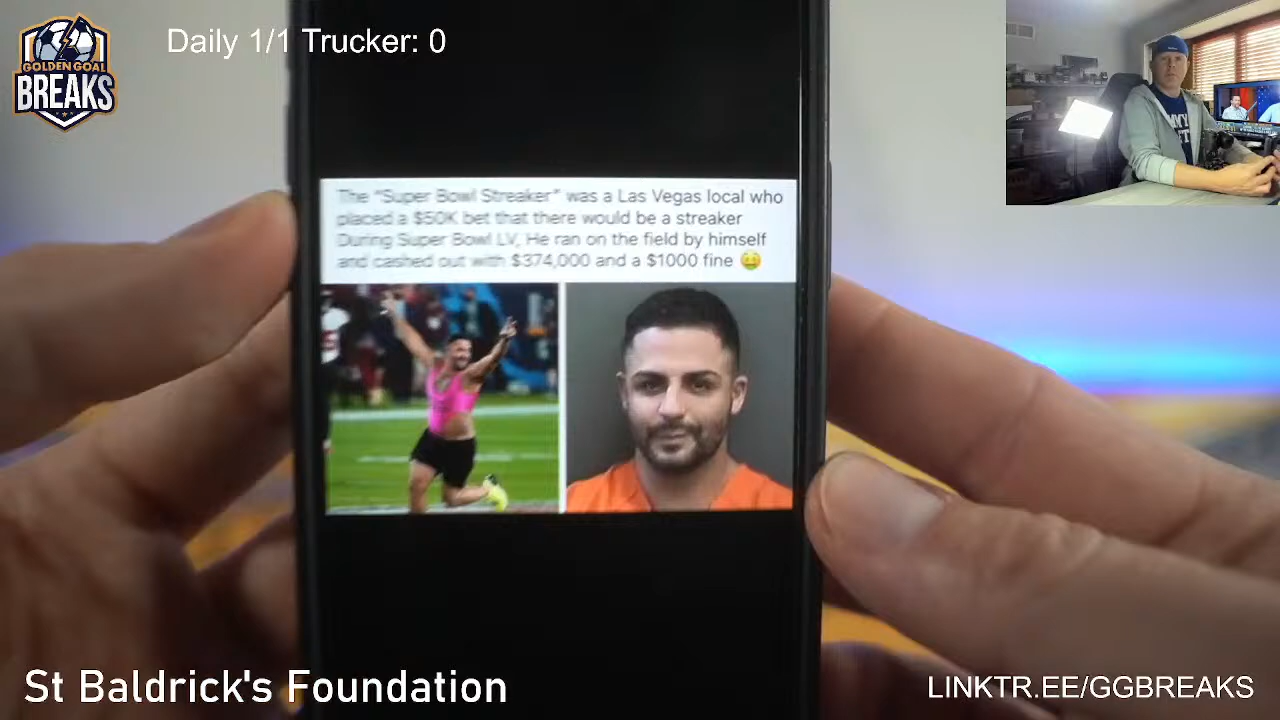 GOLDEN GOAL
BREAKS
Daily 1/1 Trucker: 0
The "Super Bowl Streaker" was a Las Vegas local who
placed a $50K bet that there would be a streaker
During Super Bowl LV, He ran on the field by himself
and cashed out with $374,000 and a $1000 fine 🤑
St Baldrick's Foundation
LINKTR.EE/GGBREAKS